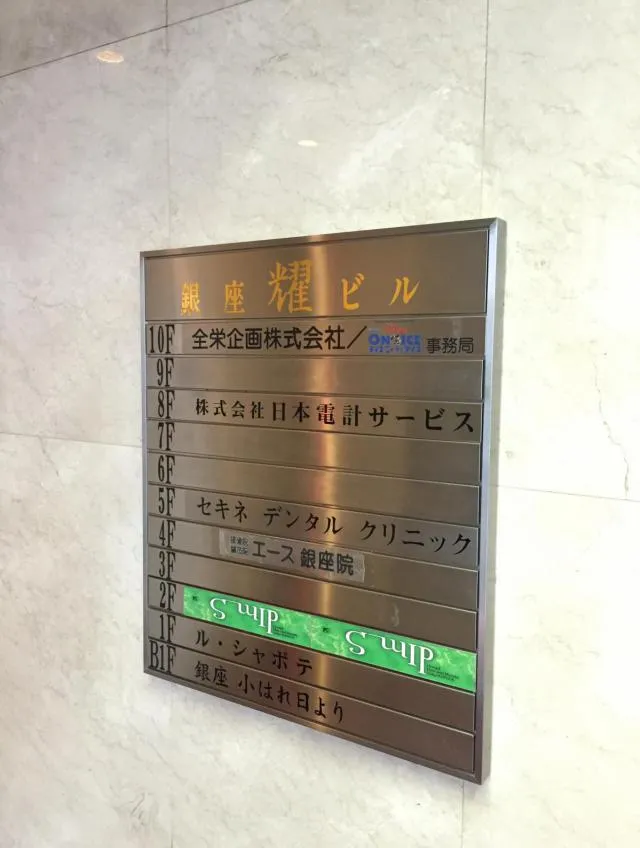 銀座耀ビル
10F 全栄企画株式会社／ ON ICE 事務局
9F
8F 株式会社日本電計サービス
7F
6F
5F セキネ デンタル クリニック
4F エース 銀座院
3F
2F
1F ル・シャポテ
B1F 銀座 小はれ日より